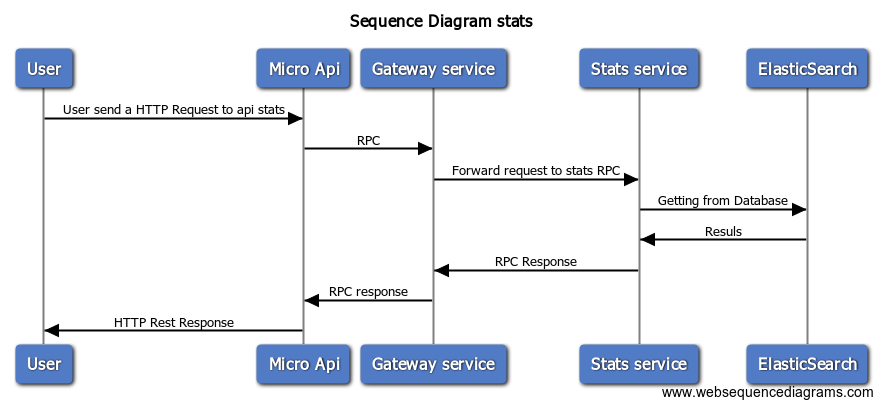 Sequence Diagram stats
User
Micro Api
Gateway service
Stats service
ElasticSearch
User send a HTTP Request to api stats
RPC
Forward request to stats RPC
Getting from Database
Resuls
RPC Response
RPC response
HTTP Rest Response
User
Micro Api
Gateway service
Stats service
ElasticSearch
www.websequencediagrams.com